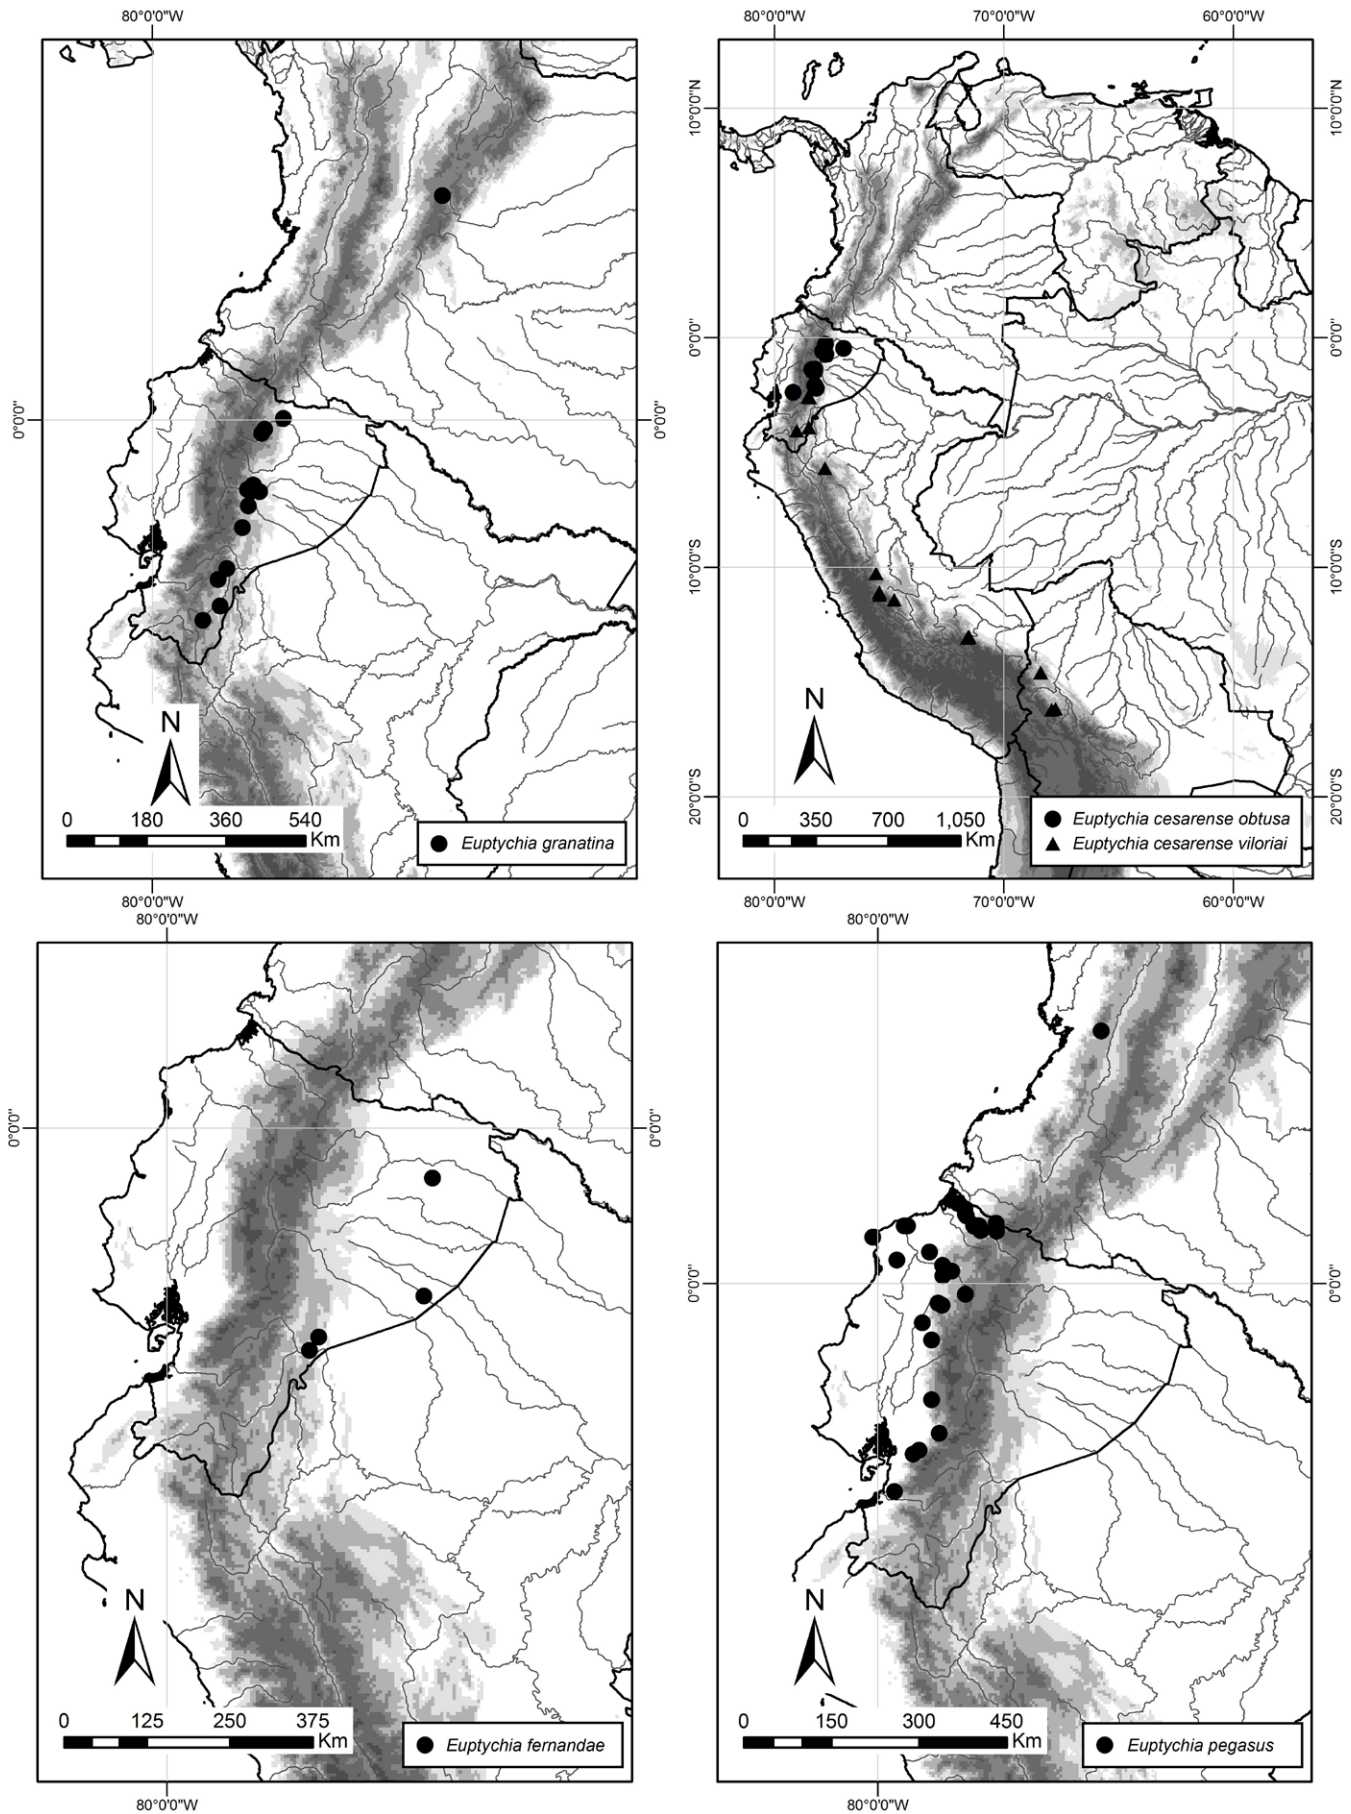 80°0'0"W
80°0'0"W 70°0'0"W 60°0'0"W
10°0'0"N
10°0'0"N
0°0'0"
0°0'0"
0°0'0"
0°0'0"
10°0'0"S
10°0'0"S
20°0'0"S
20°0'0"S
N
0 180 360 540
Km
Euptychia granatina
N
0 350 700 1,050
Km
Euptychia cesarense obtusa
Euptychia cesarense viloriai
80°0'0"W
80°0'0"W 70°0'0"W 60°0'0"W
80°0'0"W
80°0'0"W
0°0'0"
0°0'0"
0°0'0"
0°0'0"
N
0 125 250 375
Km
Euptychia fernandae
N
0 150 300 450
Km
Euptychia pegasus
80°0'0"W
80°0'0"W